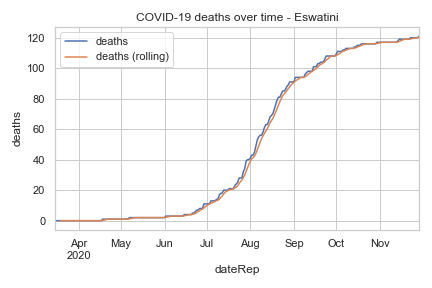 COVID-19 deaths over time - Eswatini
deaths
deaths (rolling)
120
100
80
60
40
20
0
deaths
Apr May Jun Jul Aug Sep Oct Nov
2020
dateRep